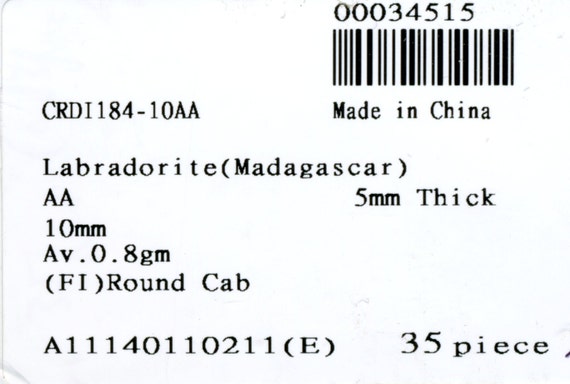 00034515
CRDI184-10AA Made in China
Labradorite(Madagascar)
AA 5mm Thick
10mm
Av.0.8gm
(FI)Round Cab
A11140110211(E) 35 piece